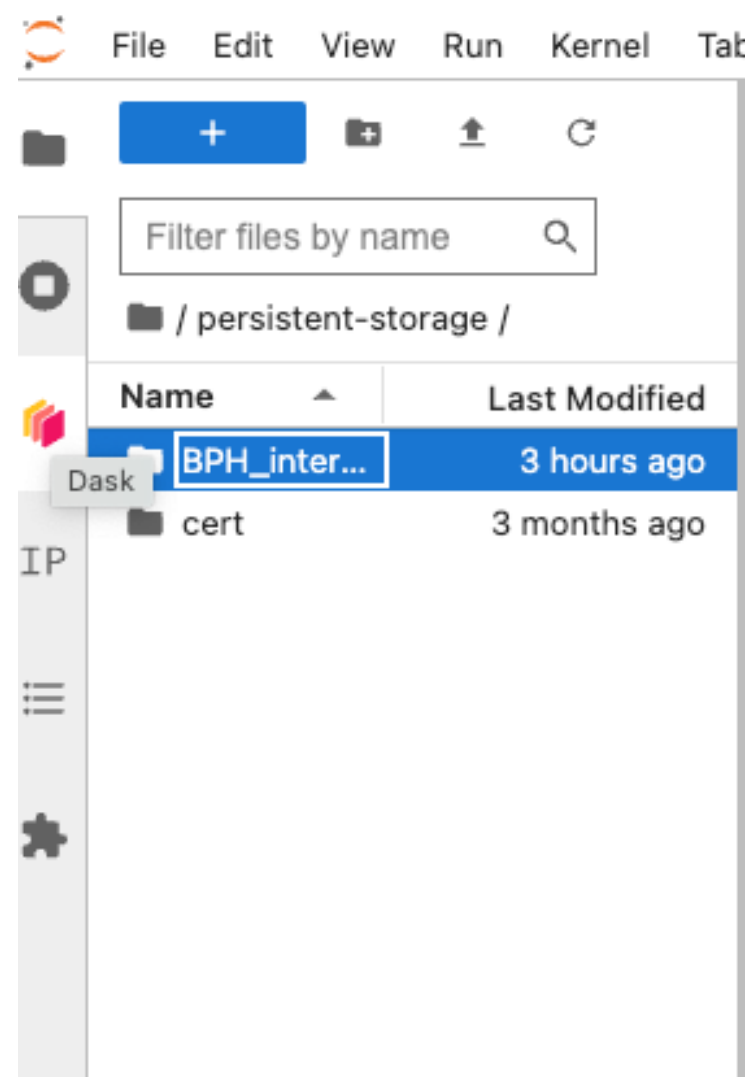 File Edit View Run Kernel Tab
+
Filter files by name
/ persistent-storage /
Name Last Modified
BPH_inter... 3 hours ago
Dask
cert 3 months ago
IP